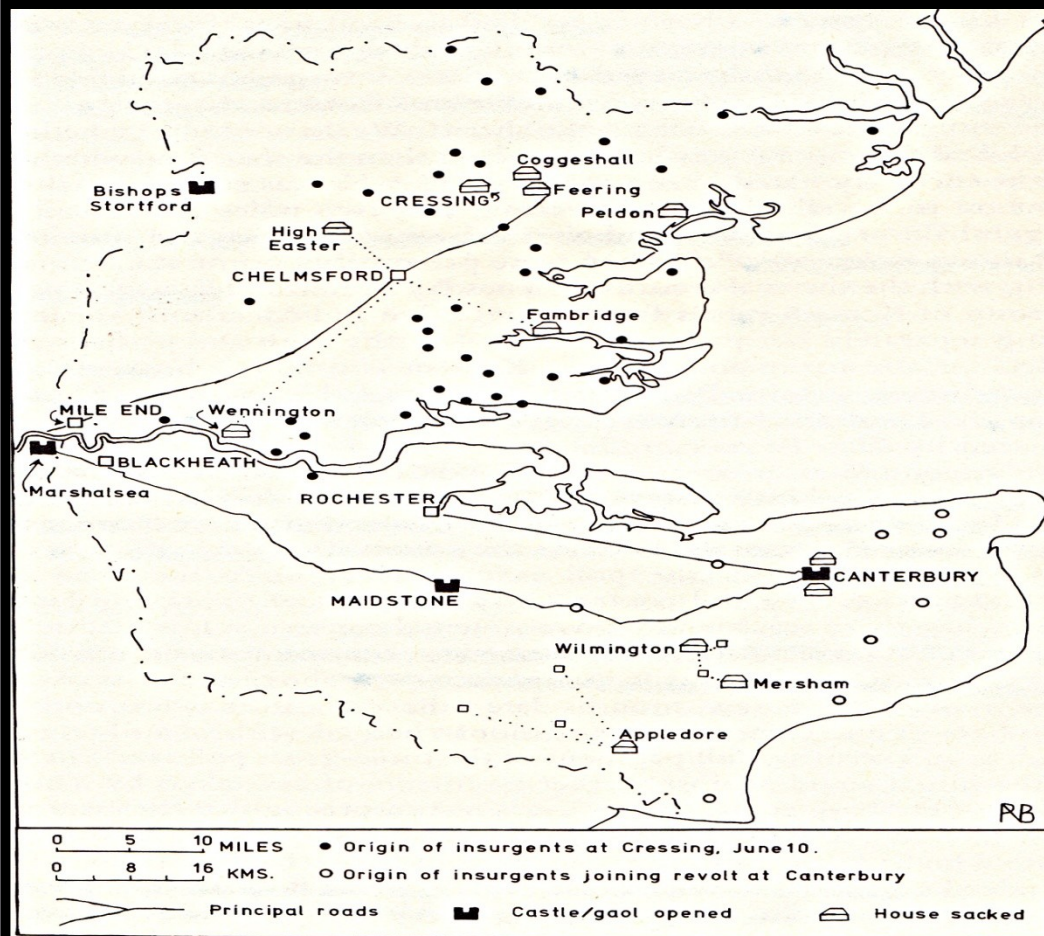 Coggeshall
Bishops
Stortford
CRESSING
Feering
High
Easter
Peldon
CHELMSFORD
Fambridge
MILE END
Wennington
BLACKHEATH
Marshalsea
ROCHESTER
MAIDSTONE
CANTERBURY
Wilmington
Mersham
Appledore
RB
0 5 10 MILES
Origin of insurgents at Cressing, June10.
0 8 16 KMS.
Origin of insurgents joining revolt at Canterbury
Principal roads
Castle/gaol opened
House sacked